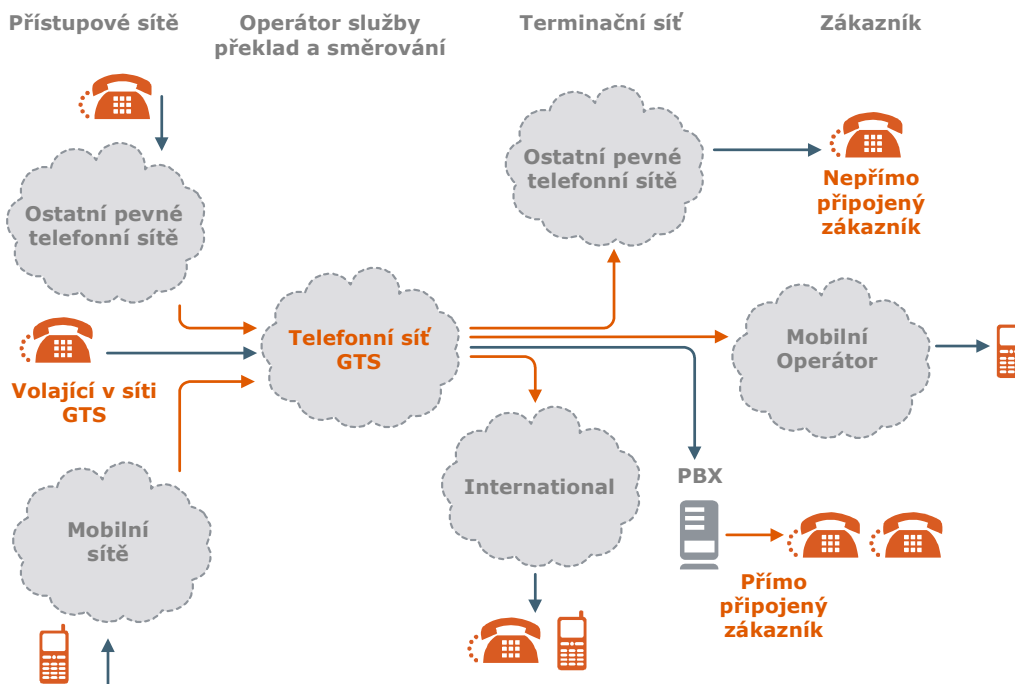 Přístupové sítě
Operátor služby
překlad a směrování
Terminační síť
Zákazník
Ostatní pevné
telefonní sítě
Volající v síti
GTS
Mobilní
sítě
Telefonní síť
GTS
Ostatní pevné
telefonní sítě
Nepřímo
připojený
zákazník
Mobilní
Operátor
International
PBX
Přímo
připojený
zákazník